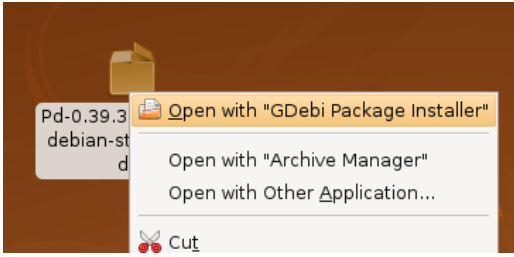 Open with "GDebi Package Installer"
Pd-0.39.3
debian-st
d
Open with "Archive Manager"
Open with Other Application...
Cut